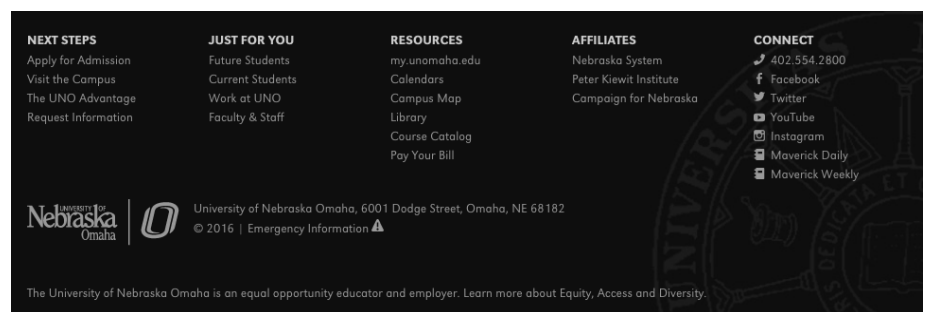 NEXT STEPS
Apply for Admission
Visit the Campus
The UNO Advantage
Request Information
JUST FOR YOU
Future Students
Current Students
Work at UNO
Faculty & Staff
RESOURCES
my.unomaha.edu
Calendars
Campus Map
Library
Course Catalog
Pay Your Bill
AFFILIATES
Nebraska System
Peter Kiewit Institute
Campaign for Nebraska
CONNECT
402.554.2800
Facebook
Twitter
YouTube
Instagram
Maverick Daily
Maverick Weekly
UNIVERSITY OF
Nebraska
Omaha
O
University of Nebraska Omaha, 6001 Dodge Street, Omaha, NE 68182
© 2016 | Emergency Information
The University of Nebraska Omaha is an equal opportunity educator and employer. Learn more about Equity, Access and Diversity.